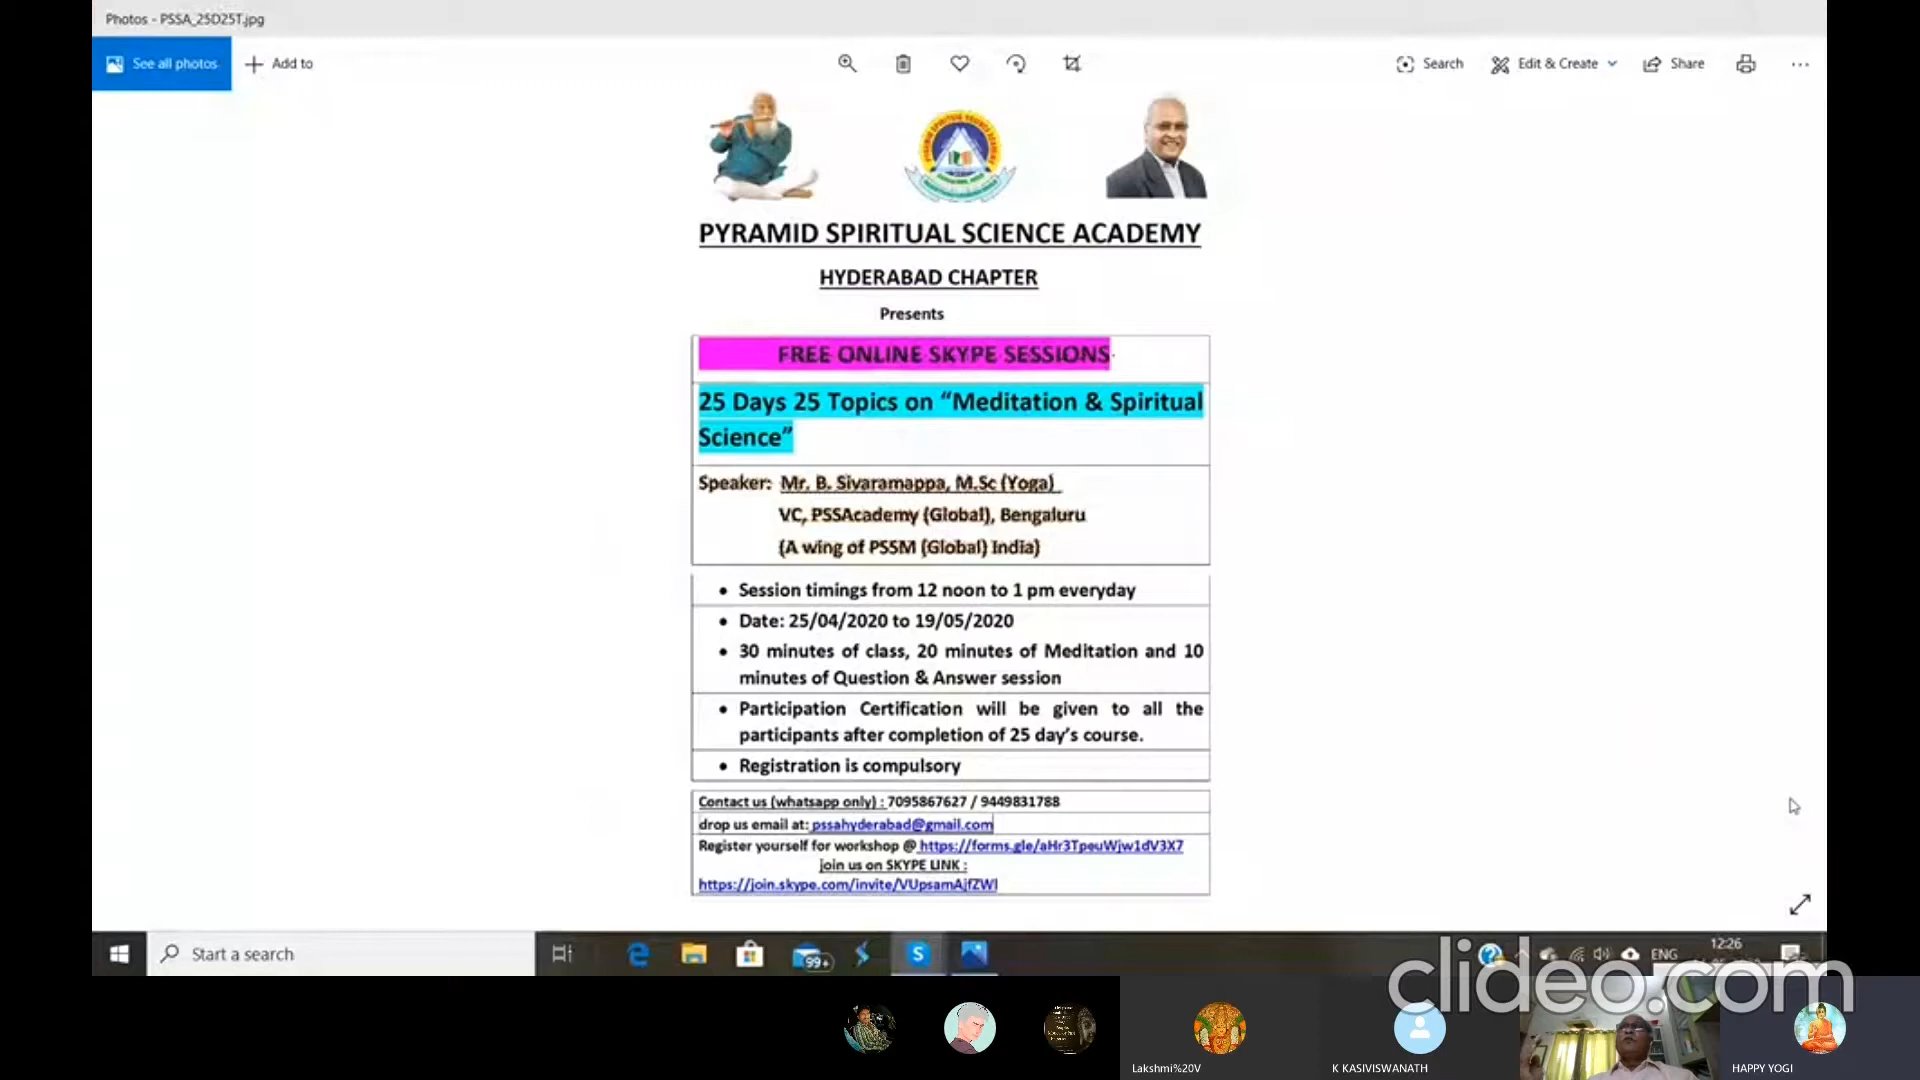 Photos - PSSA_25D25T.jpg
See all photos
Add to
Search
Edit & Create
Share
PYRAMID SPIRITUAL SCIENCE ACADEMY
HYDERABAD CHAPTER
Presents
FREE ONLINE SKYPE SESSIONS
25 Days 25 Topics on “Meditation & Spiritual
Science”
Speaker: Mr. B. Sivaramappa, M.Sc (Yoga)
VC, PSSAcademy (Global), Bengaluru
(A wing of PSSM (Global) India)
• Session timings from 12 noon to 1 pm everyday
• Date: 25/04/2020 to 19/05/2020
• 30 minutes of class, 20 minutes of Meditation and 10
minutes of Question & Answer session
• Participation Certification will be given to all the
participants after completion of 25 day’s course.
• Registration is compulsory
Contact us (whatsapp only) : 7095867627 / 9449831788
drop us email at: pssahyderabad@gmail.com
Register yourself for workshop @ https://forms.gle/aHr3TpeuWjw1dV3X7
join us on SKYPE LINK :
https://join.skype.com/invite/VUpsamAjfZWI
Start a search
99+
ENG
12:26
clideo.com
Lakshmi%20V
K KASIVISWANATH
HAPPY YOGI